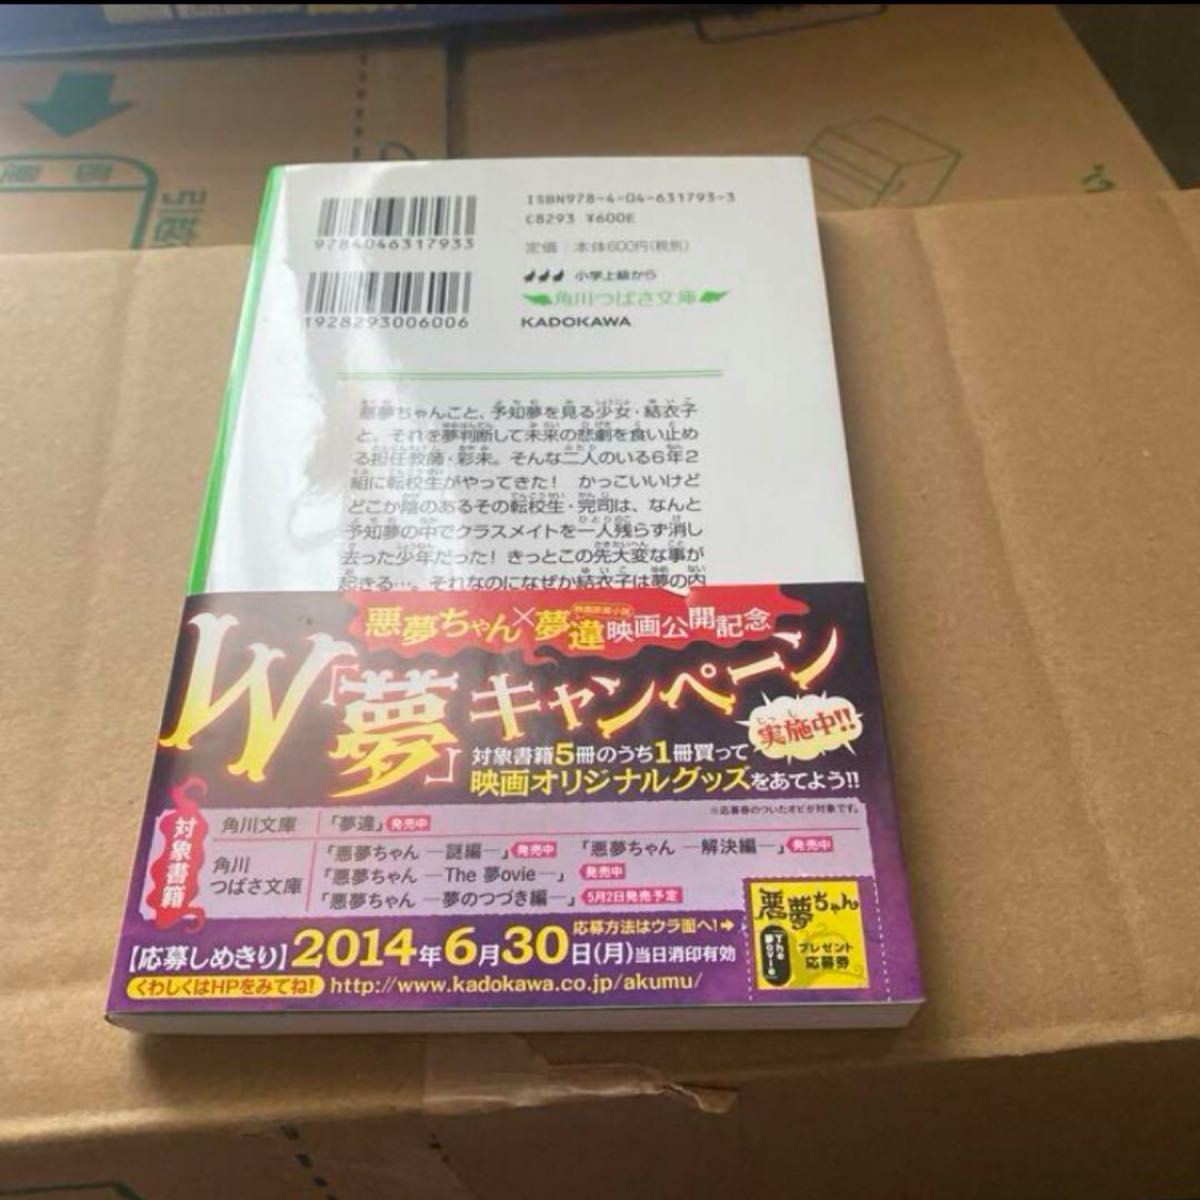 ISBN978-4-04-631793-3
C8293 ¥600E
9784046317933
定価：本体600円(税別)
小学上級から
1928293006006
角川つばさ文庫
KADOKAWA
悪夢ちゃんこと、予知夢を見る少女・結衣子
と、それを夢判断して未来の悲劇を食い止め
る担任教師・彩未。そんな二人のいる6年2
組に転校生がやってきた！ かっこいいけど
どこか陰のあるその転校生・完司は、なんと
予知夢の中でクラスメイトを一人残らず消し
去った少年だった！きっとこの先大変な事が
起きる…。それなのになぜか結衣子は夢の内
悪夢ちゃん×夢違映画公開記念
W「夢」キャンペーン
実施中!!
対象書籍5冊のうち1冊買って
映画オリジナルグッズをあてよう!!
※応募券のついたオビが対象です。
対象書籍
角川文庫 「夢違」 発売中
角川つばさ文庫
「悪夢ちゃん ―謎編―」 発売中 「悪夢ちゃん ―解決編―」 発売中
「悪夢ちゃん ―The 夢ovie―」 発売中
「悪夢ちゃん ―夢のつづき編―」 5月2日発売予定
応募方法はウラ面へ!➡
【応募しめきり】2014年6月30日(月)当日消印有効
くわしくはHPをみてね! http://www.kadokawa.co.jp/akumu/
悪夢ちゃん
The 夢ovie
プレゼント
応募券